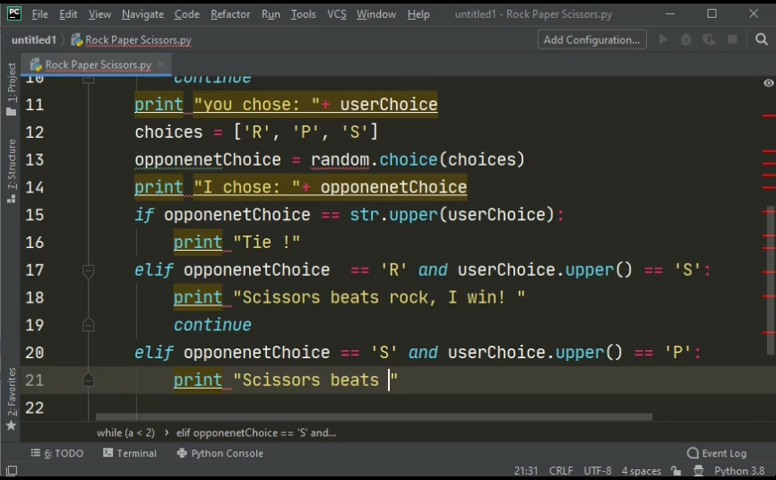 PC File Edit View Navigate Code Refactor Run Tools VCS Window Help untitled1 - Rock Paper Scissors.py
untitled1 Rock Paper Scissors.py Add Configuration...
Rock Paper Scissors.py
10 continue
11 print "you chose: "+ userChoice
12 choices = ['R', 'P', 'S']
13 opponenetChoice = random.choice(choices)
14 print "I chose: "+ opponenetChoice
15 if opponenetChoice == str.upper(userChoice):
16 print "Tie !"
17 elif opponenetChoice  == 'R' and userChoice.upper() == 'S':
18 print "Scissors beats rock, I win! "
19 continue
20 elif opponenetChoice == 'S' and userChoice.upper() == 'P':
21 print "Scissors beats "
22
1: Project
7: Structure
2: Favorites
while (a < 2) › elif opponenetChoice == 'S' and...
6: TODO Terminal Python Console Event Log
21:31 CRLF UTF-8 4 spaces Python 3.8